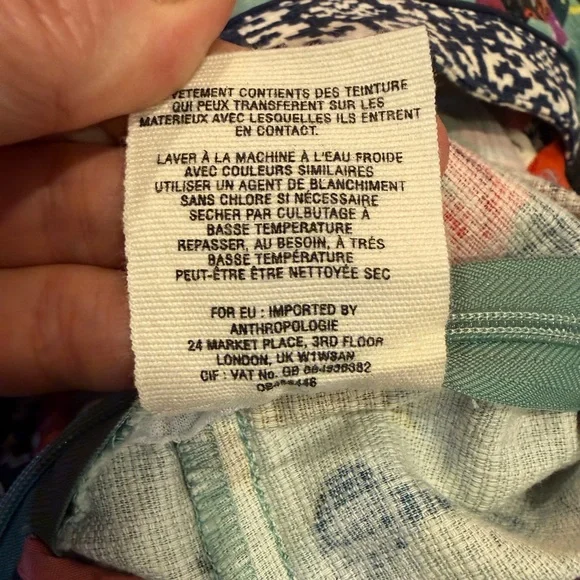 VETEMENT CONTIENTS DES TEINTURE
QUI PEUX TRANSFERENT SUR LES
MATERIEUX AVEC LESQUELLES ILS ENTRENT
EN CONTACT.
LAVER À LA MACHINE À L'EAU FROIDE
AVEC COULEURS SIMILAIRES
UTILISER UN AGENT DE BLANCHIMENT
SANS CHLORE SI NÉCESSAIRE
SECHER PAR CULBUTAGE À
BASSE TEMPÉRATURE
REPASSER, AU BESOIN, À TRÉS
BASSE TEMPÉRATURE
PEUT-ÊTRE ÊTRE NETTOYÉE SEC
FOR EU : IMPORTED BY
ANTHROPOLOGIE
24 MARKET PLACE, 3RD FLOOR
LONDON, UK W1W8AN
CIF : VAT No. GB